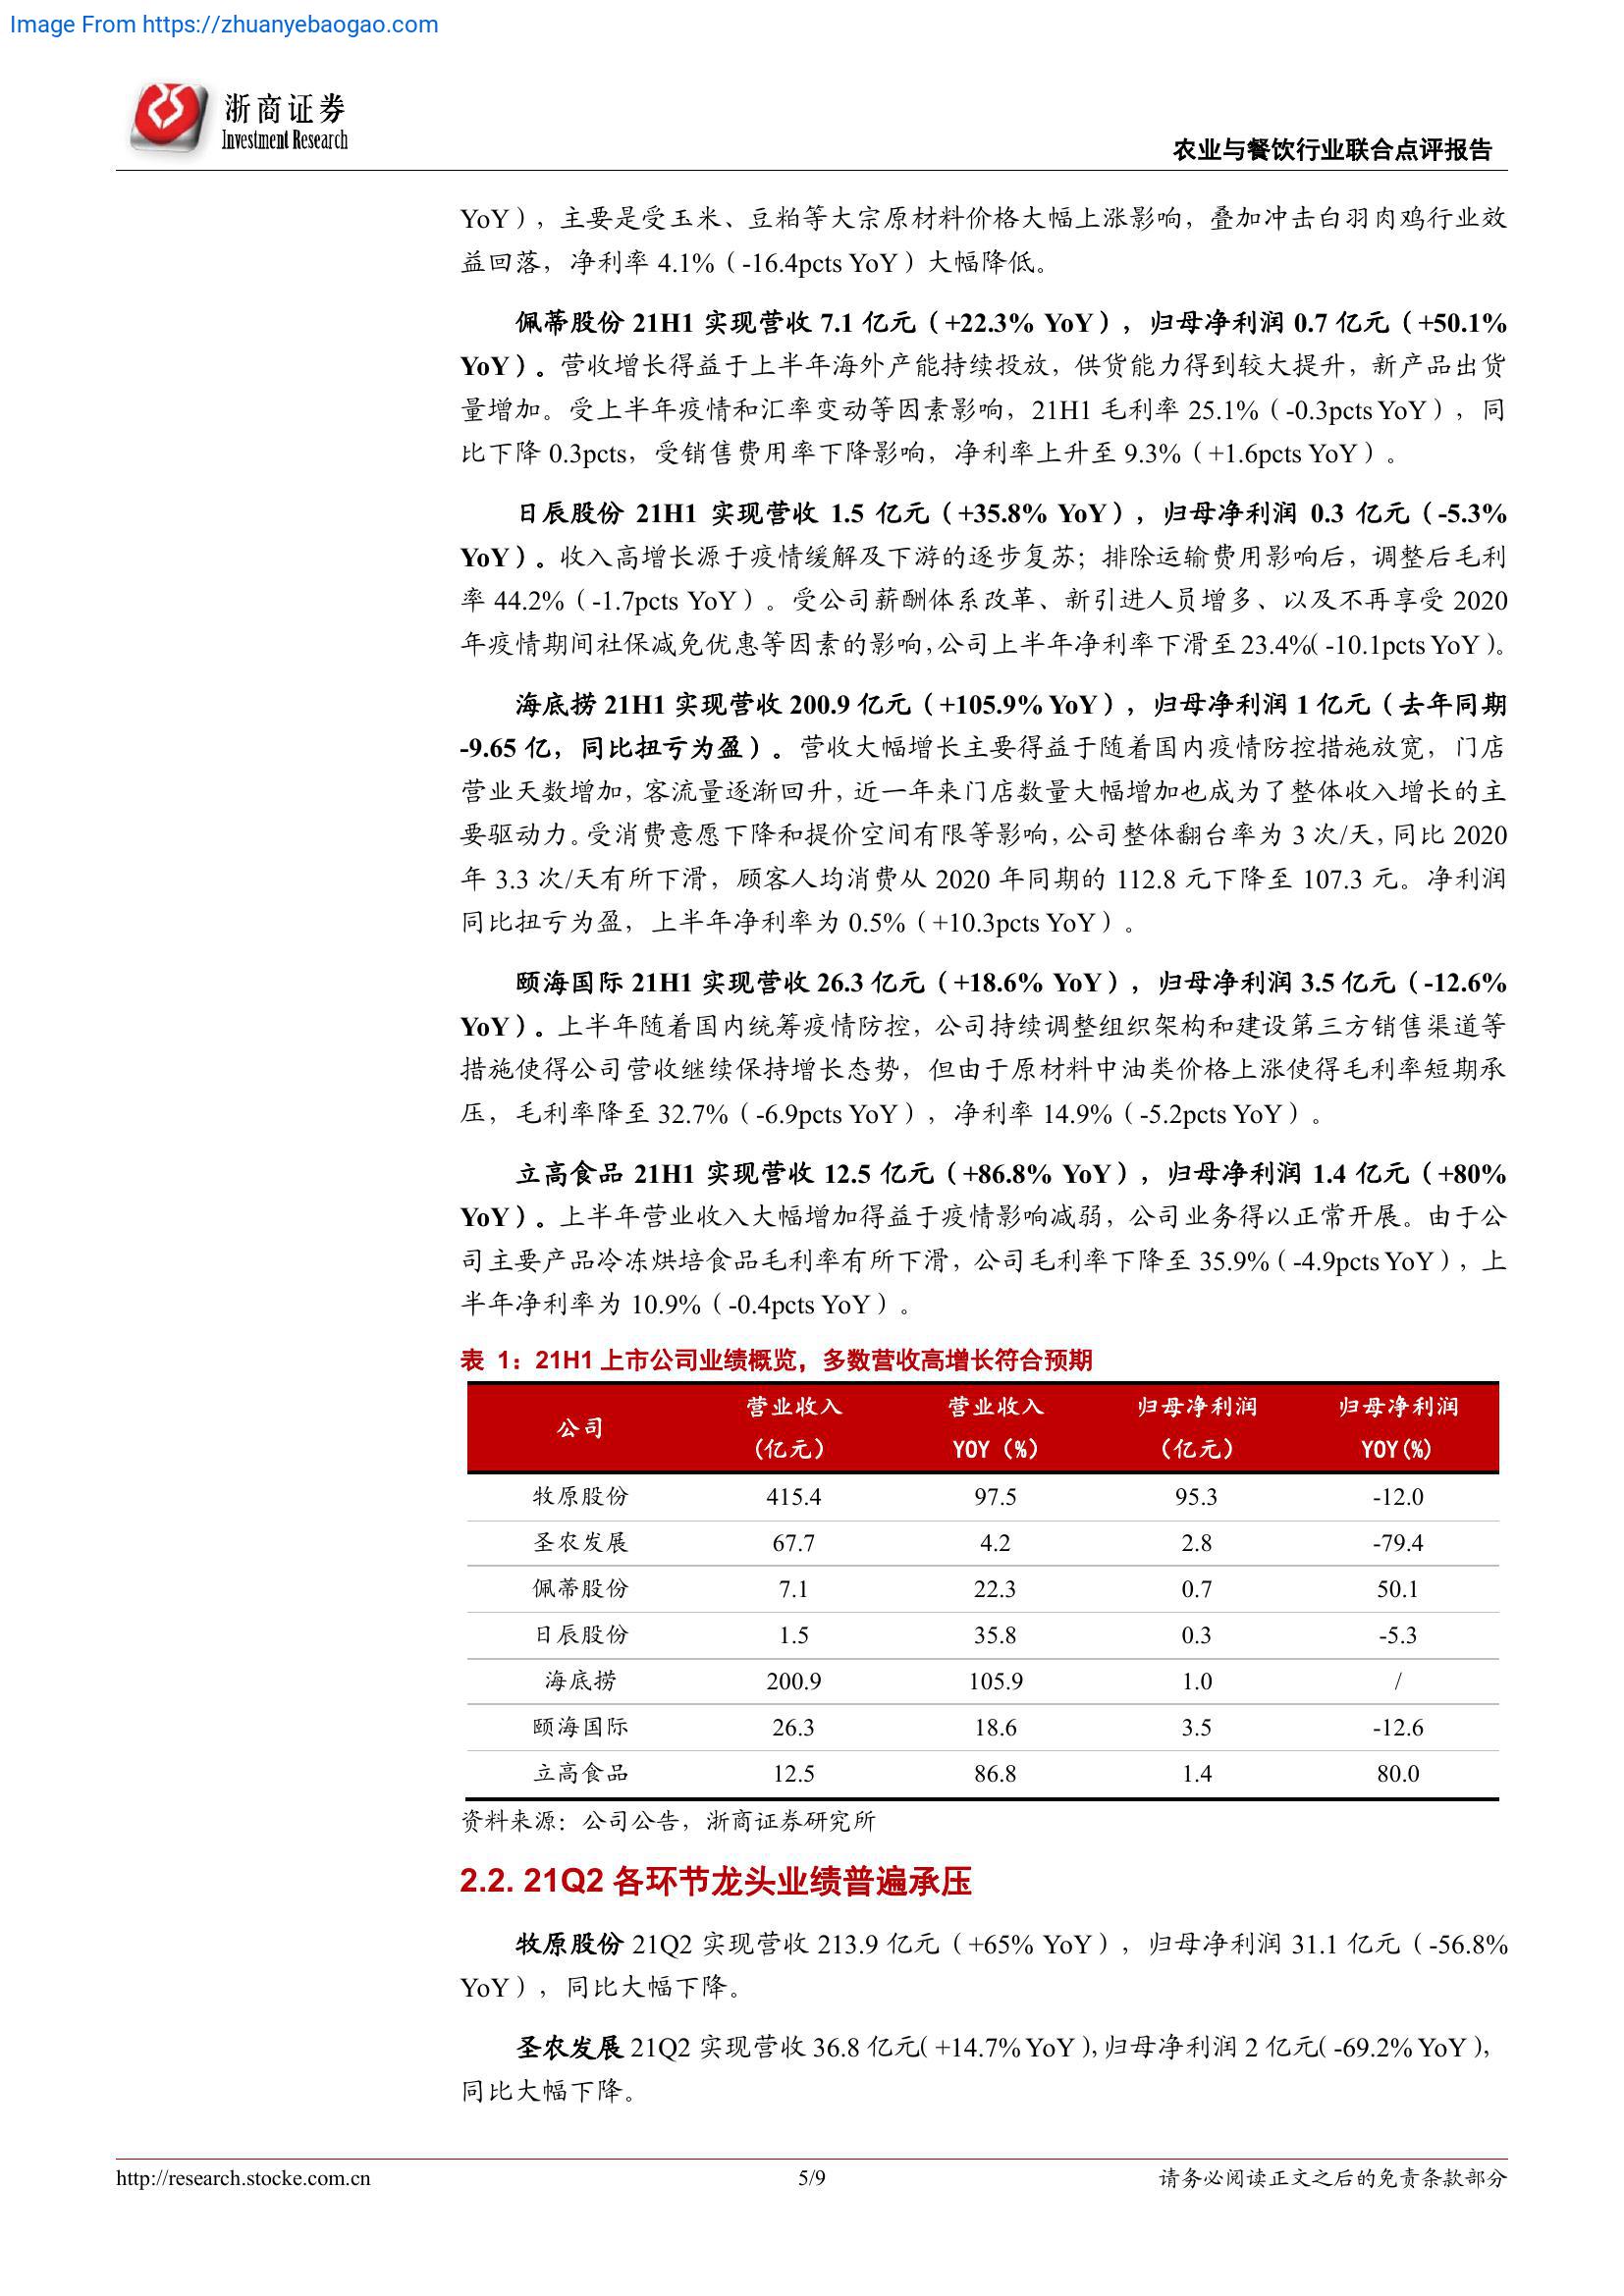 Image From https://zhuanyebaogao.com
浙商证券
Investment Research
农业与餐饮行业联合点评报告
YoY），主要是受玉米、豆粕等大宗原材料价格大幅上涨影响，叠加冲击白羽肉鸡行业效
益回落，净利率 4.1%（-16.4pcts YoY）大幅降低。
佩蒂股份 21H1 实现营收 7.1 亿元（+22.3% YoY），归母净利润 0.7 亿元（+50.1%
YoY）。营收增长得益于上半年海外产能持续投放，供货能力得到较大提升，新产品出货
量增加。受上半年疫情和汇率变动等因素影响，21H1 毛利率 25.1%（-0.3pcts YoY），同
比下降 0.3pcts，受销售费用率下降影响，净利率上升至 9.3%（+1.6pcts YoY）。
日辰股份 21H1 实现营收 1.5 亿元（+35.8% YoY），归母净利润 0.3 亿元（-5.3%
YoY）。收入高增长源于疫情缓解及下游的逐步复苏；排除运输费用影响后，调整后毛利
率 44.2%（-1.7pcts YoY）。受公司薪酬体系改革、新引进人员增多、以及不再享受 2020
年疫情期间社保减免优惠等因素的影响，公司上半年净利率下滑至 23.4%（-10.1pcts YoY）。
海底捞 21H1 实现营收 200.9 亿元（+105.9% YoY），归母净利润 1 亿元（去年同期
-9.65 亿，同比扭亏为盈）。营收大幅增长主要得益于随着国内疫情防控措施放宽，门店
营业天数增加，客流量逐渐回升，近一年来门店数量大幅增加也成为了整体收入增长的主
要驱动力。受消费意愿下降和提价空间有限等影响，公司整体翻台率为 3 次/天，同比 2020
年 3.3 次/天有所下滑，顾客人均消费从 2020 年同期的 112.8 元下降至 107.3 元。净利润
同比扭亏为盈，上半年净利率为 0.5%（+10.3pcts YoY）。
颐海国际 21H1 实现营收 26.3 亿元（+18.6% YoY），归母净利润 3.5 亿元（-12.6%
YoY）。上半年随着国内统筹疫情防控，公司持续调整组织架构和建设第三方销售渠道等
措施使得公司营收继续保持增长态势，但由于原材料中油类价格上涨使得毛利率短期承
压，毛利率降至 32.7%（-6.9pcts YoY），净利率 14.9%（-5.2pcts YoY）。
立高食品 21H1 实现营收 12.5 亿元（+86.8% YoY），归母净利润 1.4 亿元（+80%
YoY）。上半年营业收入大幅增加得益于疫情影响减弱，公司业务得以正常开展。由于公
司主要产品冷冻烘培食品毛利率有所下滑，公司毛利率下降至 35.9%（-4.9pcts YoY），上
半年净利率为 10.9%（-0.4pcts YoY）。
表 1：21H1 上市公司业绩概览，多数营收高增长符合预期
公司 营业收入（亿元） 营业收入 YOY（%） 归母净利润（亿元） 归母净利润 YOY(%)
牧原股份 415.4 97.5 95.3 -12.0
圣农发展 67.7 4.2 2.8 -79.4
佩蒂股份 7.1 22.3 0.7 50.1
日辰股份 1.5 35.8 0.3 -5.3
海底捞 200.9 105.9 1.0 /
颐海国际 26.3 18.6 3.5 -12.6
立高食品 12.5 86.8 1.4 80.0
资料来源：公司公告，浙商证券研究所
2.2. 21Q2 各环节龙头业绩普遍承压
牧原股份 21Q2 实现营收 213.9 亿元（+65% YoY），归母净利润 31.1 亿元（-56.8%
YoY），同比大幅下降。
圣农发展 21Q2 实现营收 36.8 亿元（+14.7% YoY），归母净利润 2 亿元（-69.2% YoY），
同比大幅下降。
http://research.stocke.com.cn
5/9
请务必阅读正文之后的免责条款部分